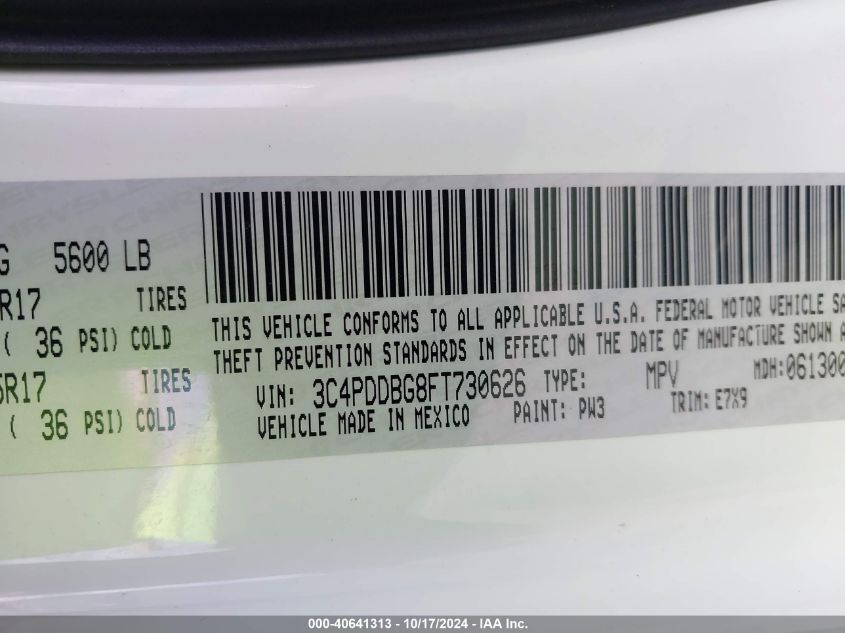 G 5600 LB
R17 TIRES
( 36 PSI) COLD
5R17 TIRES
( 36 PSI) COLD
THIS VEHICLE CONFORMS TO ALL APPLICABLE U.S.A. FEDERAL MOTOR VEHICLE SA
THEFT PREVENTION STANDARDS IN EFFECT ON THE DATE OF MANUFACTURE SHOWN A
VIN: 3C4PDDBG8FT730626 TYPE: MPV MDH:061300
VEHICLE MADE IN MEXICO PAINT: PW3 TRIM: E7X9
000-40641313 - 10/17/2024 - IAA Inc.